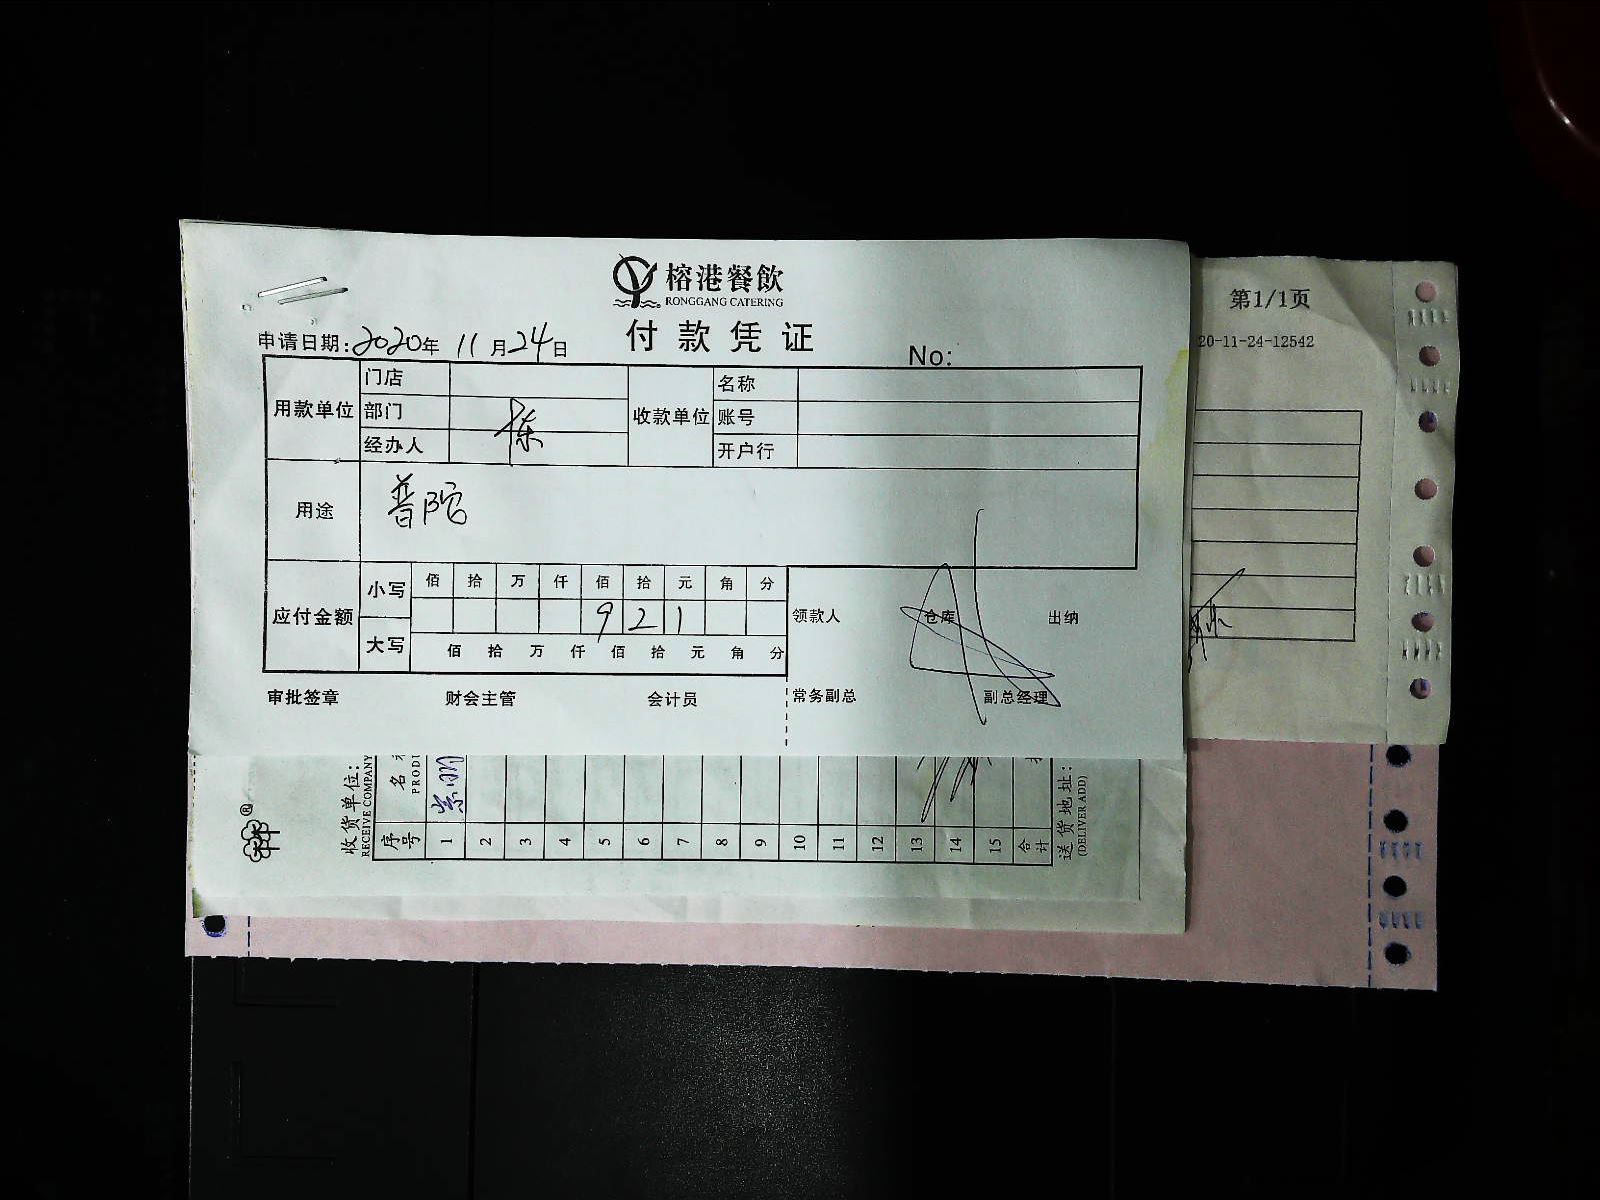 榕港餐飲
RONGGANG CATERING
付款凭证
申请日期:2020年 11月24日
No:
用款单位 门店 收款单位 名称
部门 账号
经办人 栋 开户行
用途 普陀
应付金额 小写 佰 拾 万 仟 佰 拾 元 角 分
9 2 1
大写 佰 拾 万 仟 佰 拾 元 角 分
领款人 仓库 出纳
审批签章 财会主管 会计员 常务副总 副总经理
第1/1页
20-11-24-12542
收货单位:
RECEIVE COMPANY
序号 名
PRODU
1
2
3
4
5
6
7
8
9
10
11
12
13
14
15
合计
送货地址:
(DELIVER ADD)